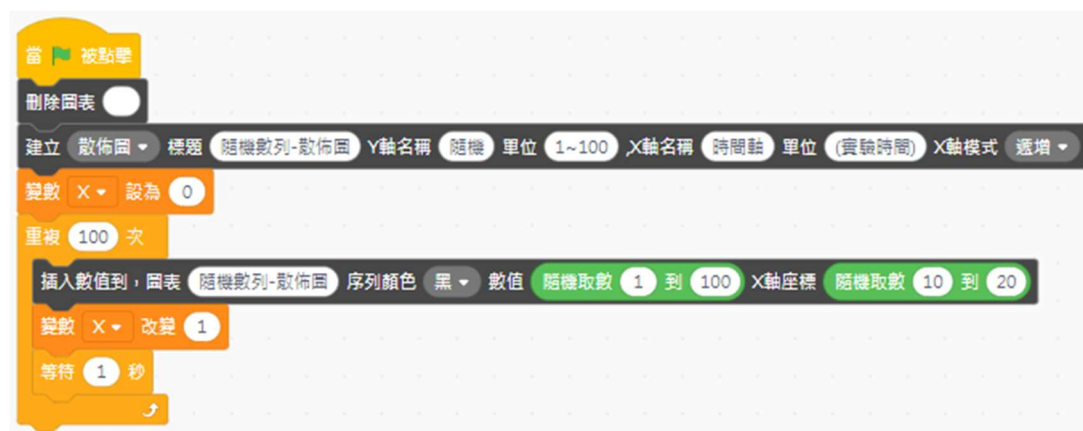 當 被點擊
刪除圖表
建立 散佈圖 標題 隨機數列-散佈圖 Y軸名稱 隨機 單位 1~100 ,X軸名稱 時間軸 單位 (實驗時間) X軸模式 遞增
變數 X 設為 0
重複 100 次
插入數值到,圖表 隨機數列-散佈圖 序列顏色 黑 數值 隨機取數 1 到 100 X軸座標 隨機取數 10 到 20
變數 X 改變 1
等待 1 秒